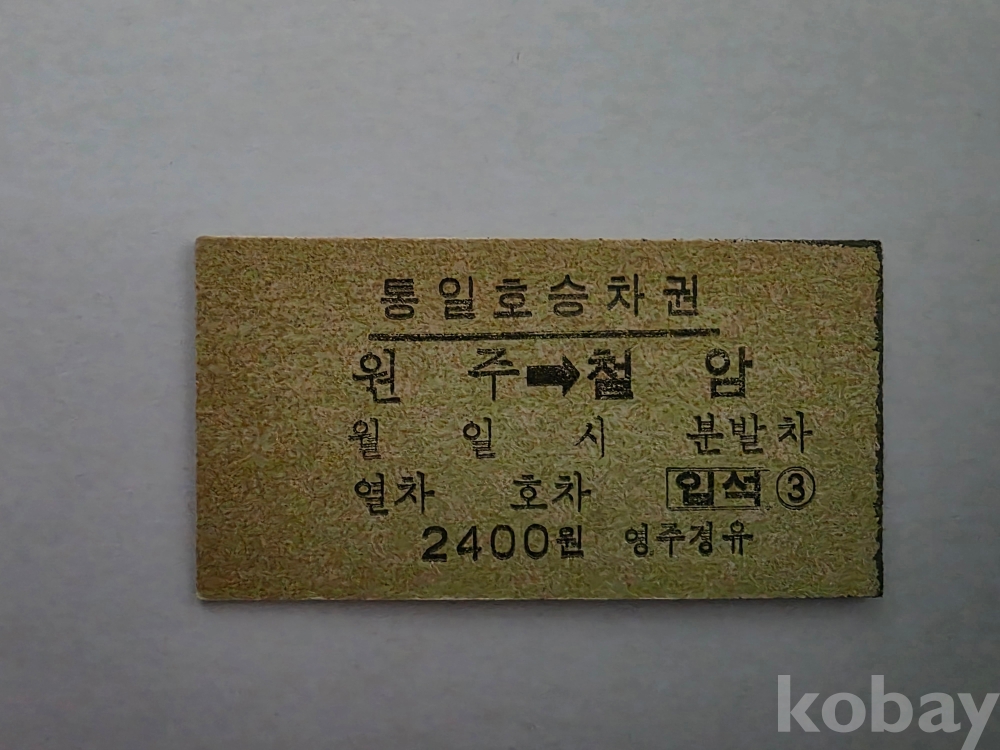 통일호승차권
원 주 ➡ 철 암
월 일 시 분발차
열차 호차 입석 ③
2400원 영주경유
kobay